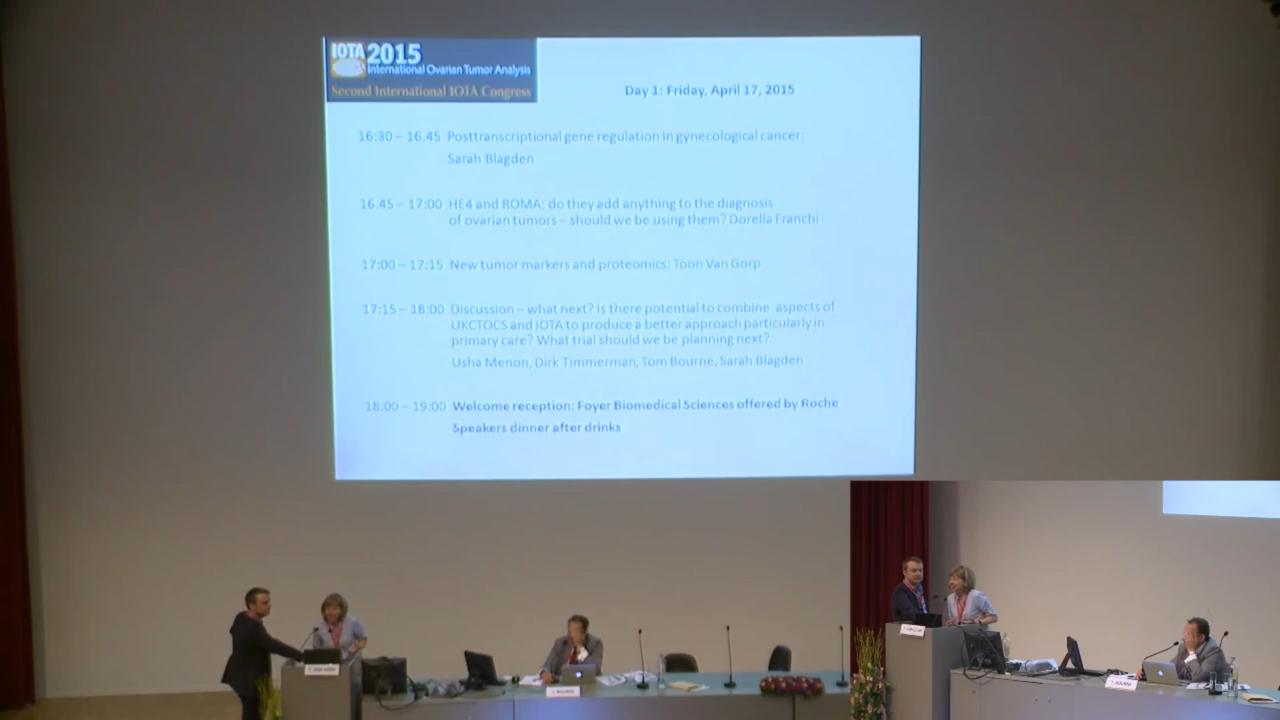 IOTA 2015
International Ovarian Tumor Analysis
Second International IOTA Congress
Day 1: Friday, April 17, 2015
16:30 – 16.45 Posttranscriptional gene regulation in gynecological cancer:
Sarah Blagden
16.45 – 17:00 HE4 and ROMA: do they add anything to the diagnosis
of ovarian tumors – should we be using them? Dorella Franchi
17:00 – 17:15 New tumor markers and proteomics: Toon Van Gorp
17:15 – 18:00 Discussion – what next? Is there potential to combine aspects of
UKCTOCS and IOTA to produce a better approach particularly in
primary care? What trial should we be planning next?
Usha Menon, Dirk Timmerman, Tom Bourne, Sarah Blagden
18:00 – 19:00 Welcome reception: Foyer Biomedical Sciences offered by Roche
Speakers dinner after drinks